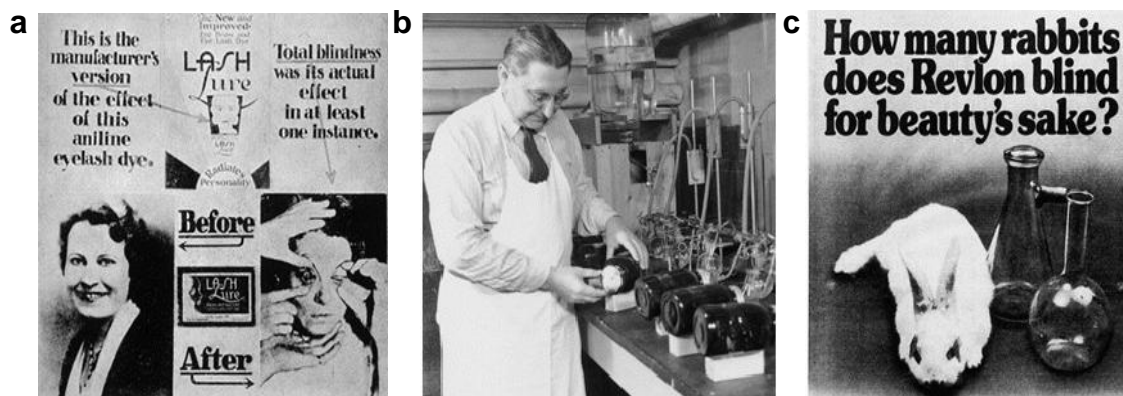 a
This is the
manufacturer's
version
of the effect
of this
aniline
eyelash dye.
The New and
Improved
LASH
Lure
LASH
Lure
Radiates
Personality
Total blindness
was its actual
effect
in at least
one instance.
Before
LASH
Lure
After
b
c
How many rabbits
does Revlon blind
for beauty's sake?